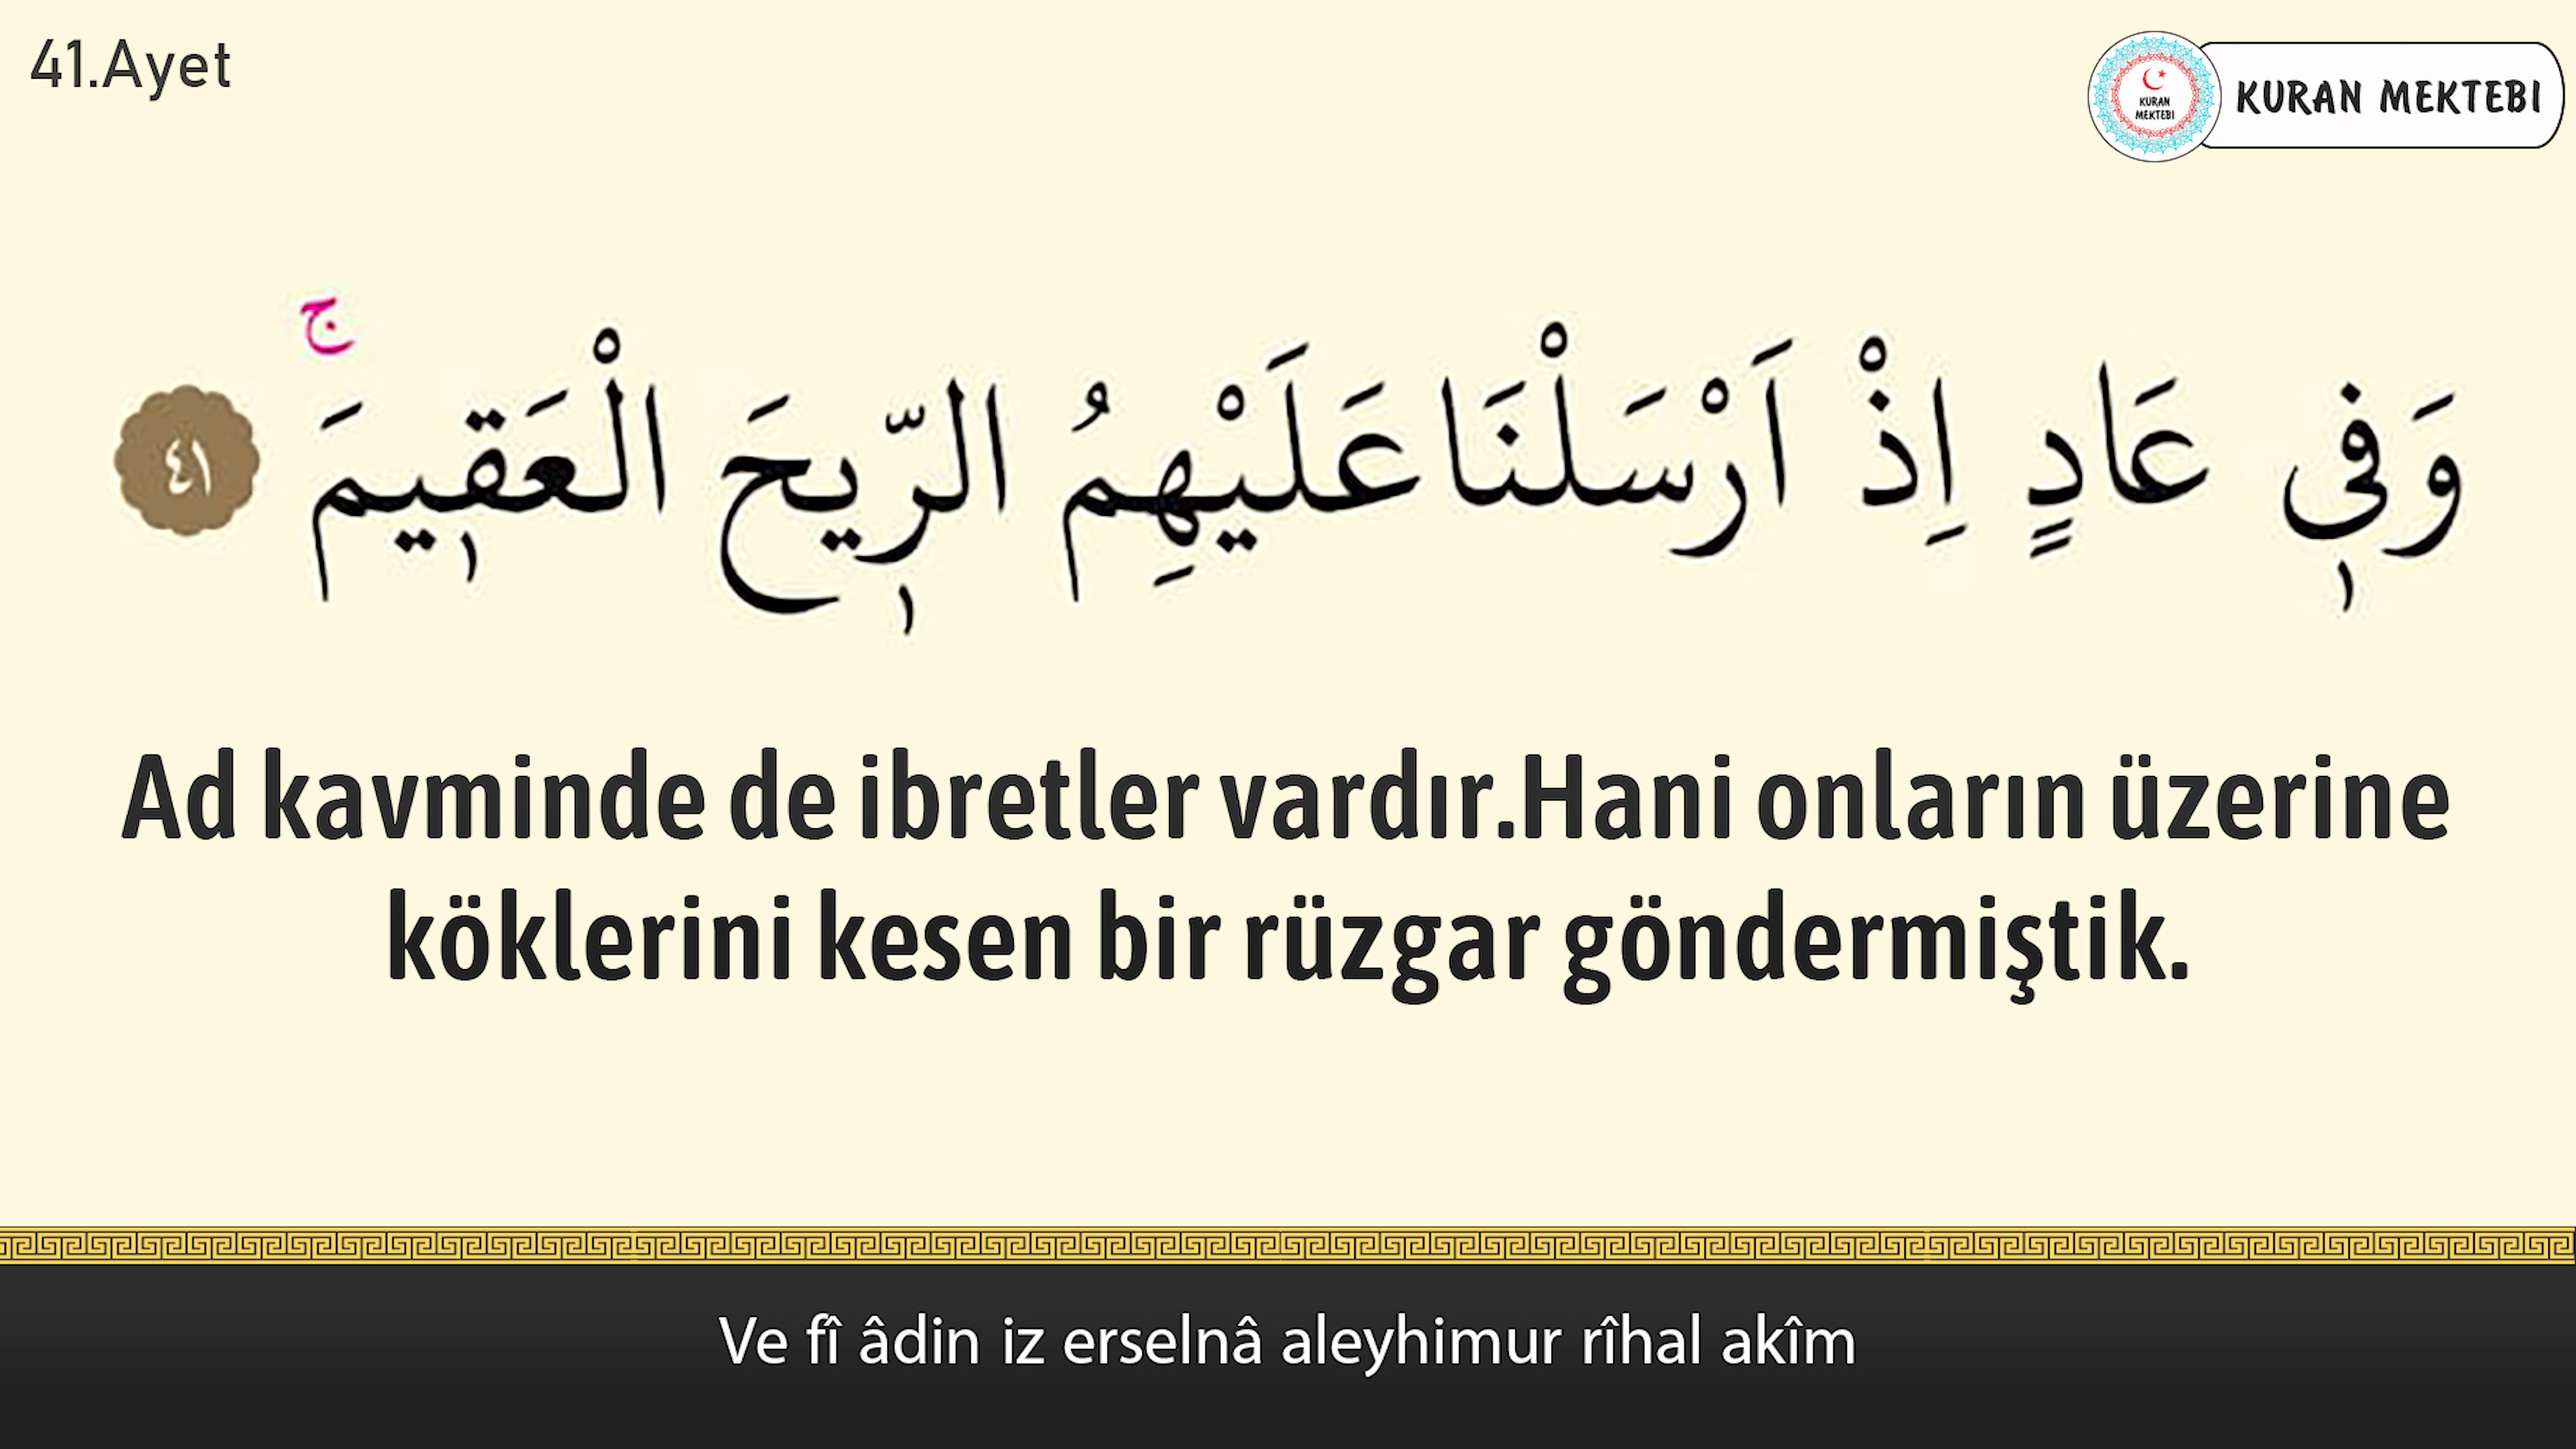 41.Ayet
KURAN
MEKTEBI
KURAN MEKTEBI
وَفٖي عَادٍ اِذْ اَرْسَلْنَا عَلَيْهِمُ الرّٖيحَ الْعَقٖيمَۚ ﴿٤١﴾
Ad kavminde de ibretler vardır.Hani onların üzerine
köklerini kesen bir rüzgar göndermiştik.
Ve fî âdin iz erselnâ aleyhimur rîhal akîm